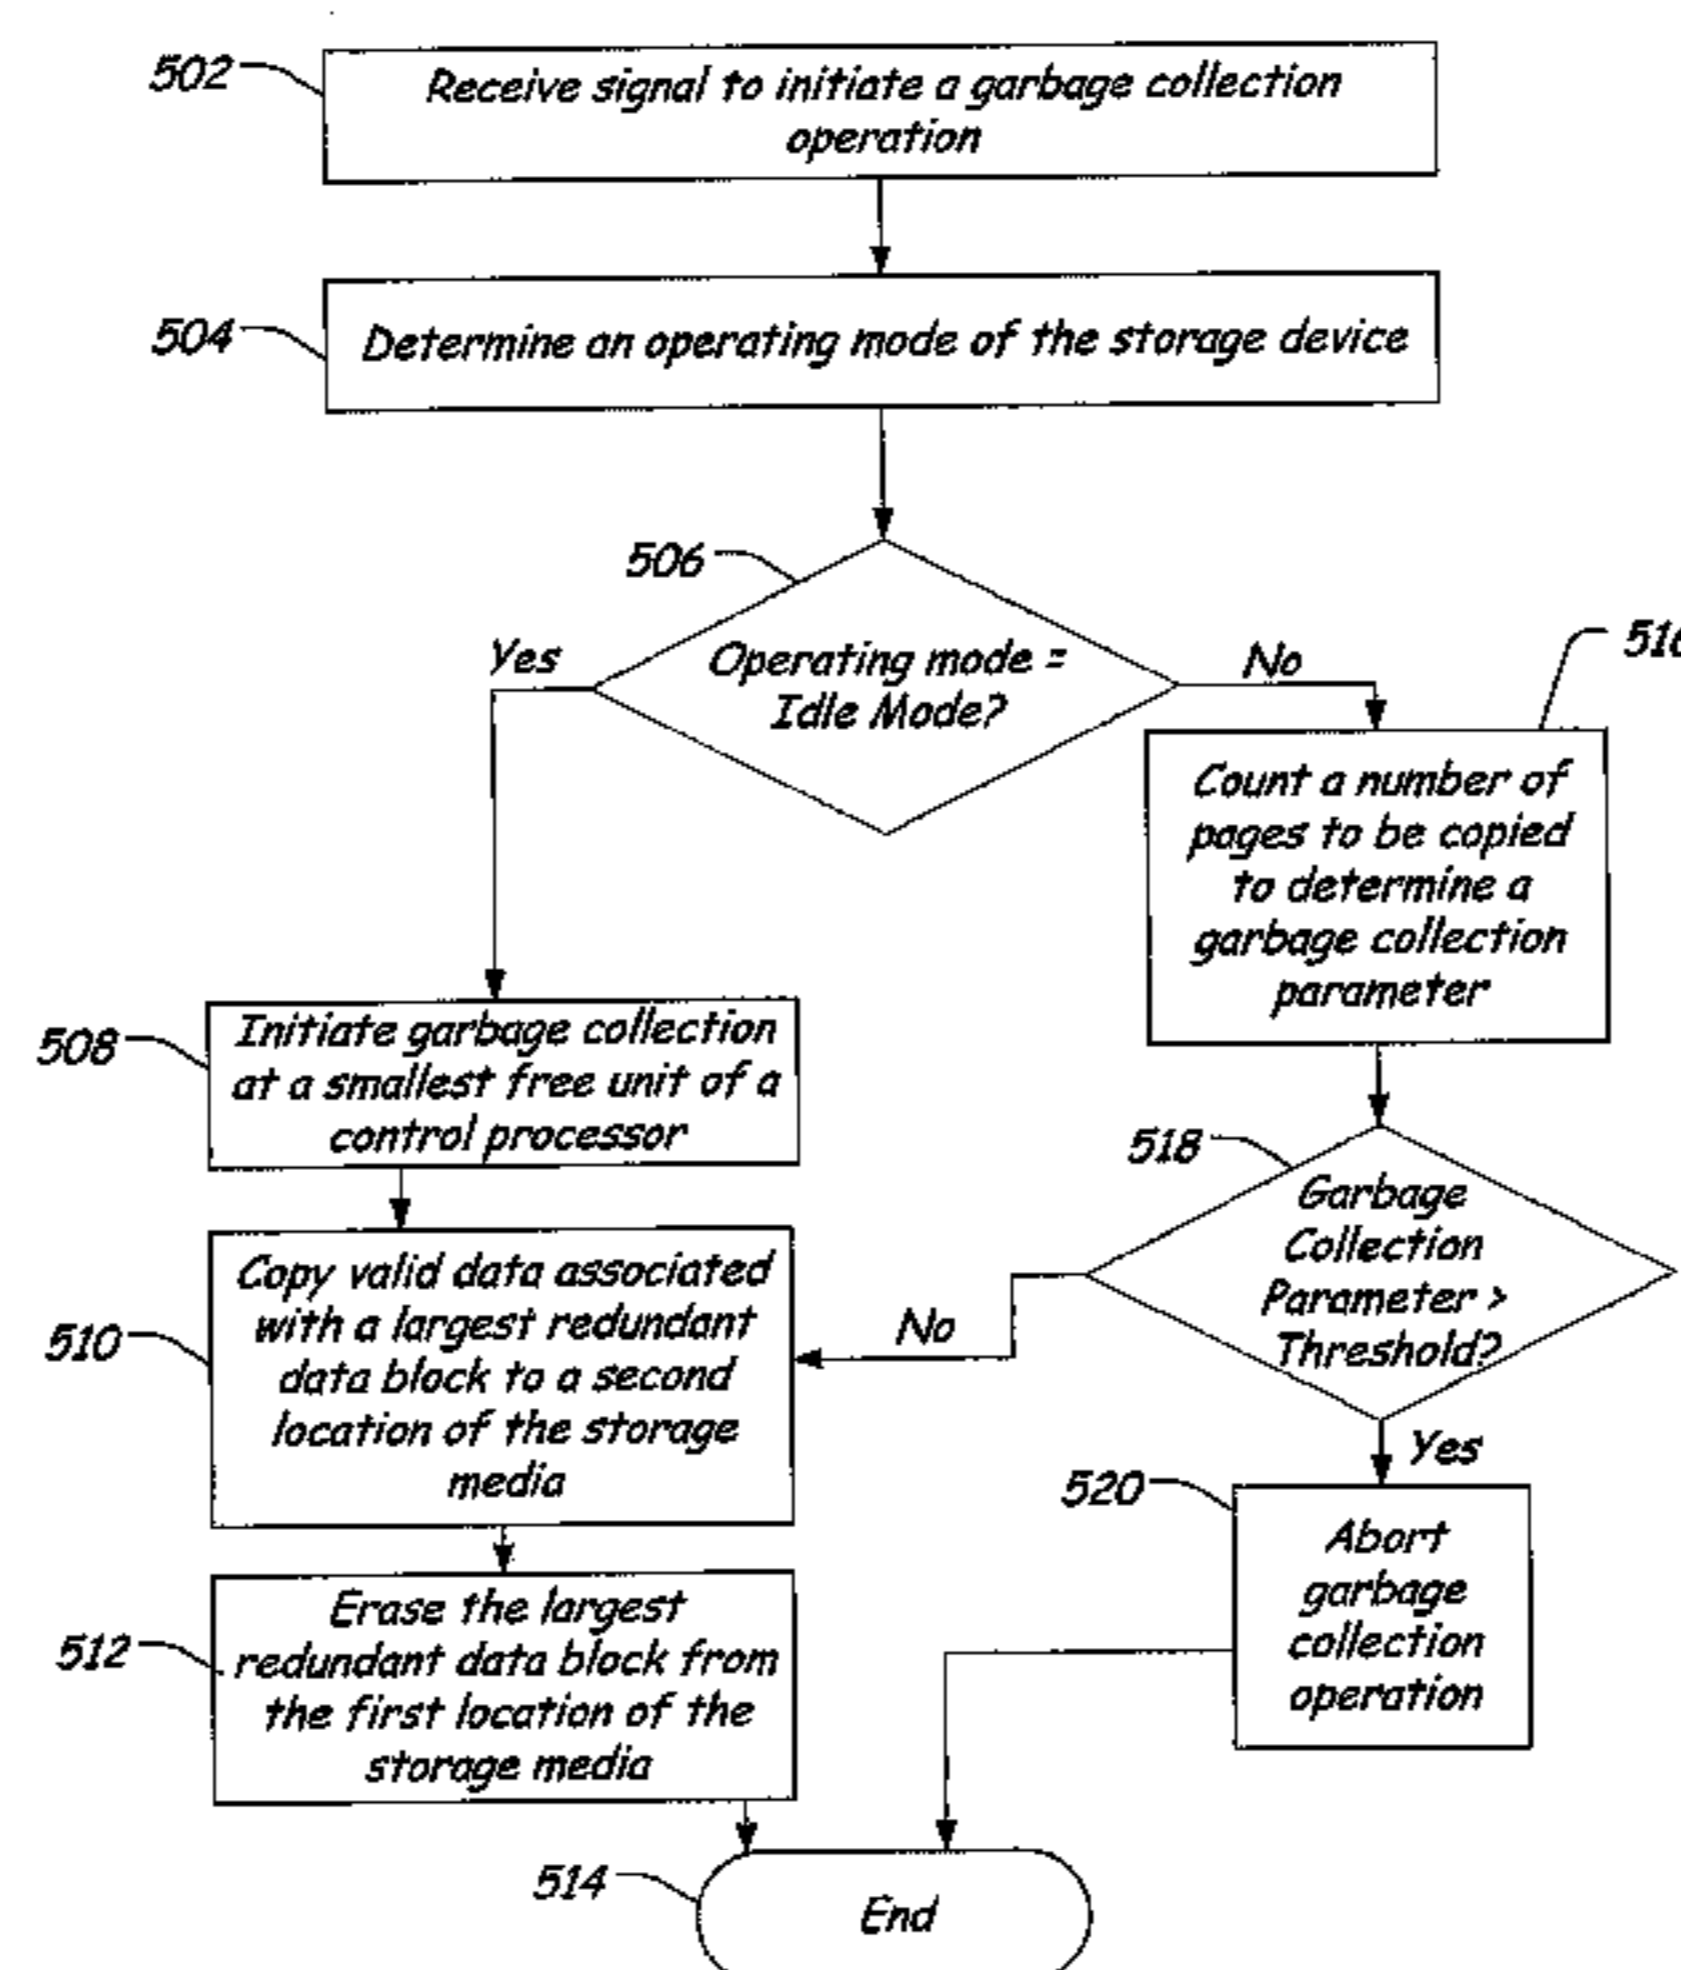 502
Receive signal to initiate a garbage collection
operation
504
Determine an operating mode of the storage device
506
Operating mode =
Idle Mode?
Yes
No
Count a number of
pages to be copied
to determine a
garbage collection
parameter
508
Initiate garbage collection
at a smallest free unit of a
control processor
518
Garbage
Collection
Parameter >
Threshold?
510
Copy valid data associated
with a largest redundant
data block to a second
location of the storage
media
No
Yes
520
Abort
garbage
collection
operation
512
Erase the largest
redundant data block from
the first location of the
storage media
514
End